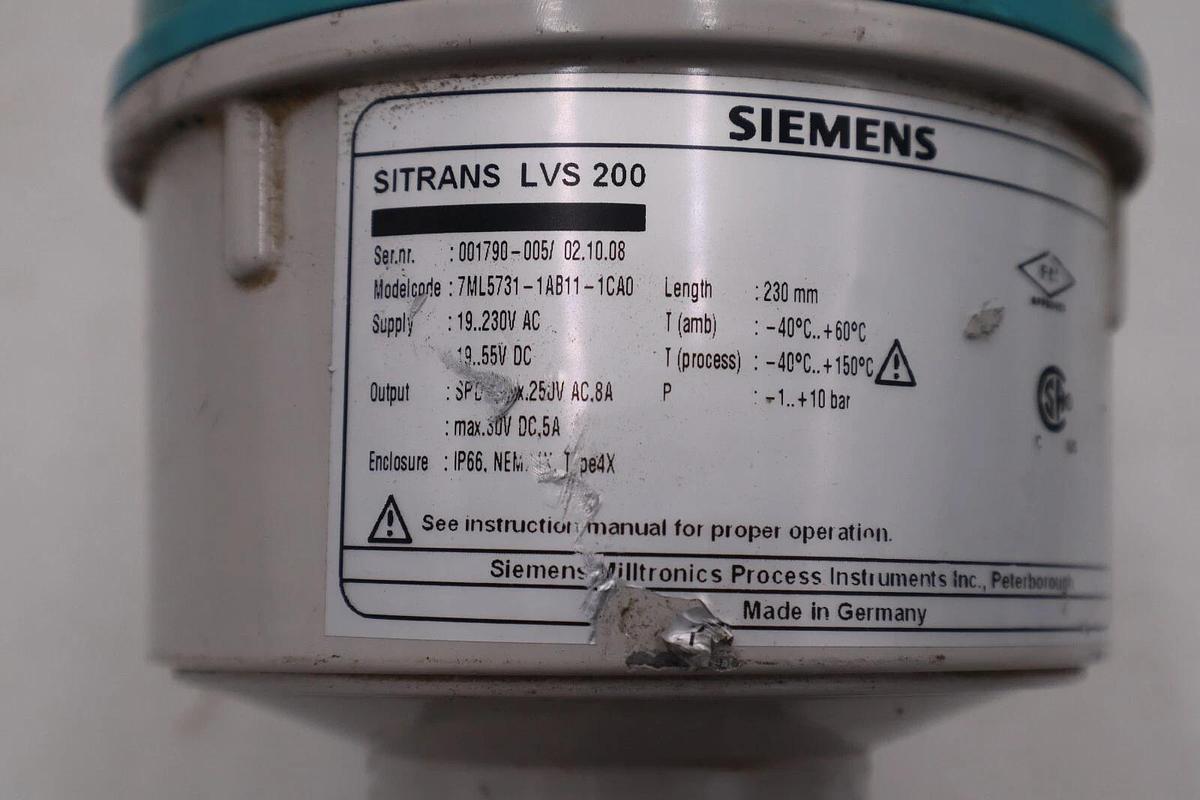 SIEMENS
SITRANS LVS 200
Ser.nr. : 001790-005/ 02.10.08
Modelcode : 7ML5731-1AB11-1CA0
Length : 230 mm
Supply : 19..230V AC
T (amb) : -40°C..+60°C
19..55V DC
T (process) : -40°C..+150°C
Output : AC,8A
P : -1..+10 bar
: max.30V DC,5A
Enclosure : IP66,
See instruction manual for proper operation.
Siemens Milltronics Process Instruments Inc., Peterborough
Made in Germany